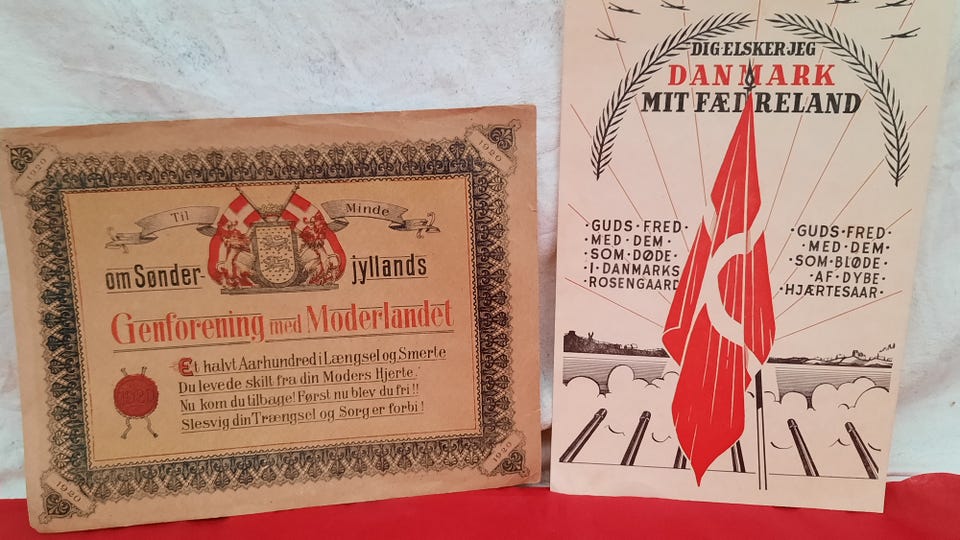 1920
1920
Til
Minde
om Sønder-
jyllands
Genforening med Moderlandet
Et halvt Aarhundred i Længsel og Smerte
Du levede skilt fra din Moders Hjerte.
Nu kom du tilbage! Først nu blev du fri!!
Slesvig din Trængsel og Sorg er forbi!
1920
1920
1920
DIG ELSKER JEG
DANMARK
MIT FÆDRELAND
GUDS·FRED·
·MED·DEM·
·SOM·DØDE·
·I·DANMARKS
·ROSENGAARD
·GUDS·FRED·
·MED·DEM·
·SOM·BLØDE·
·AF·DYBE·
·HJÆRTESAAR·